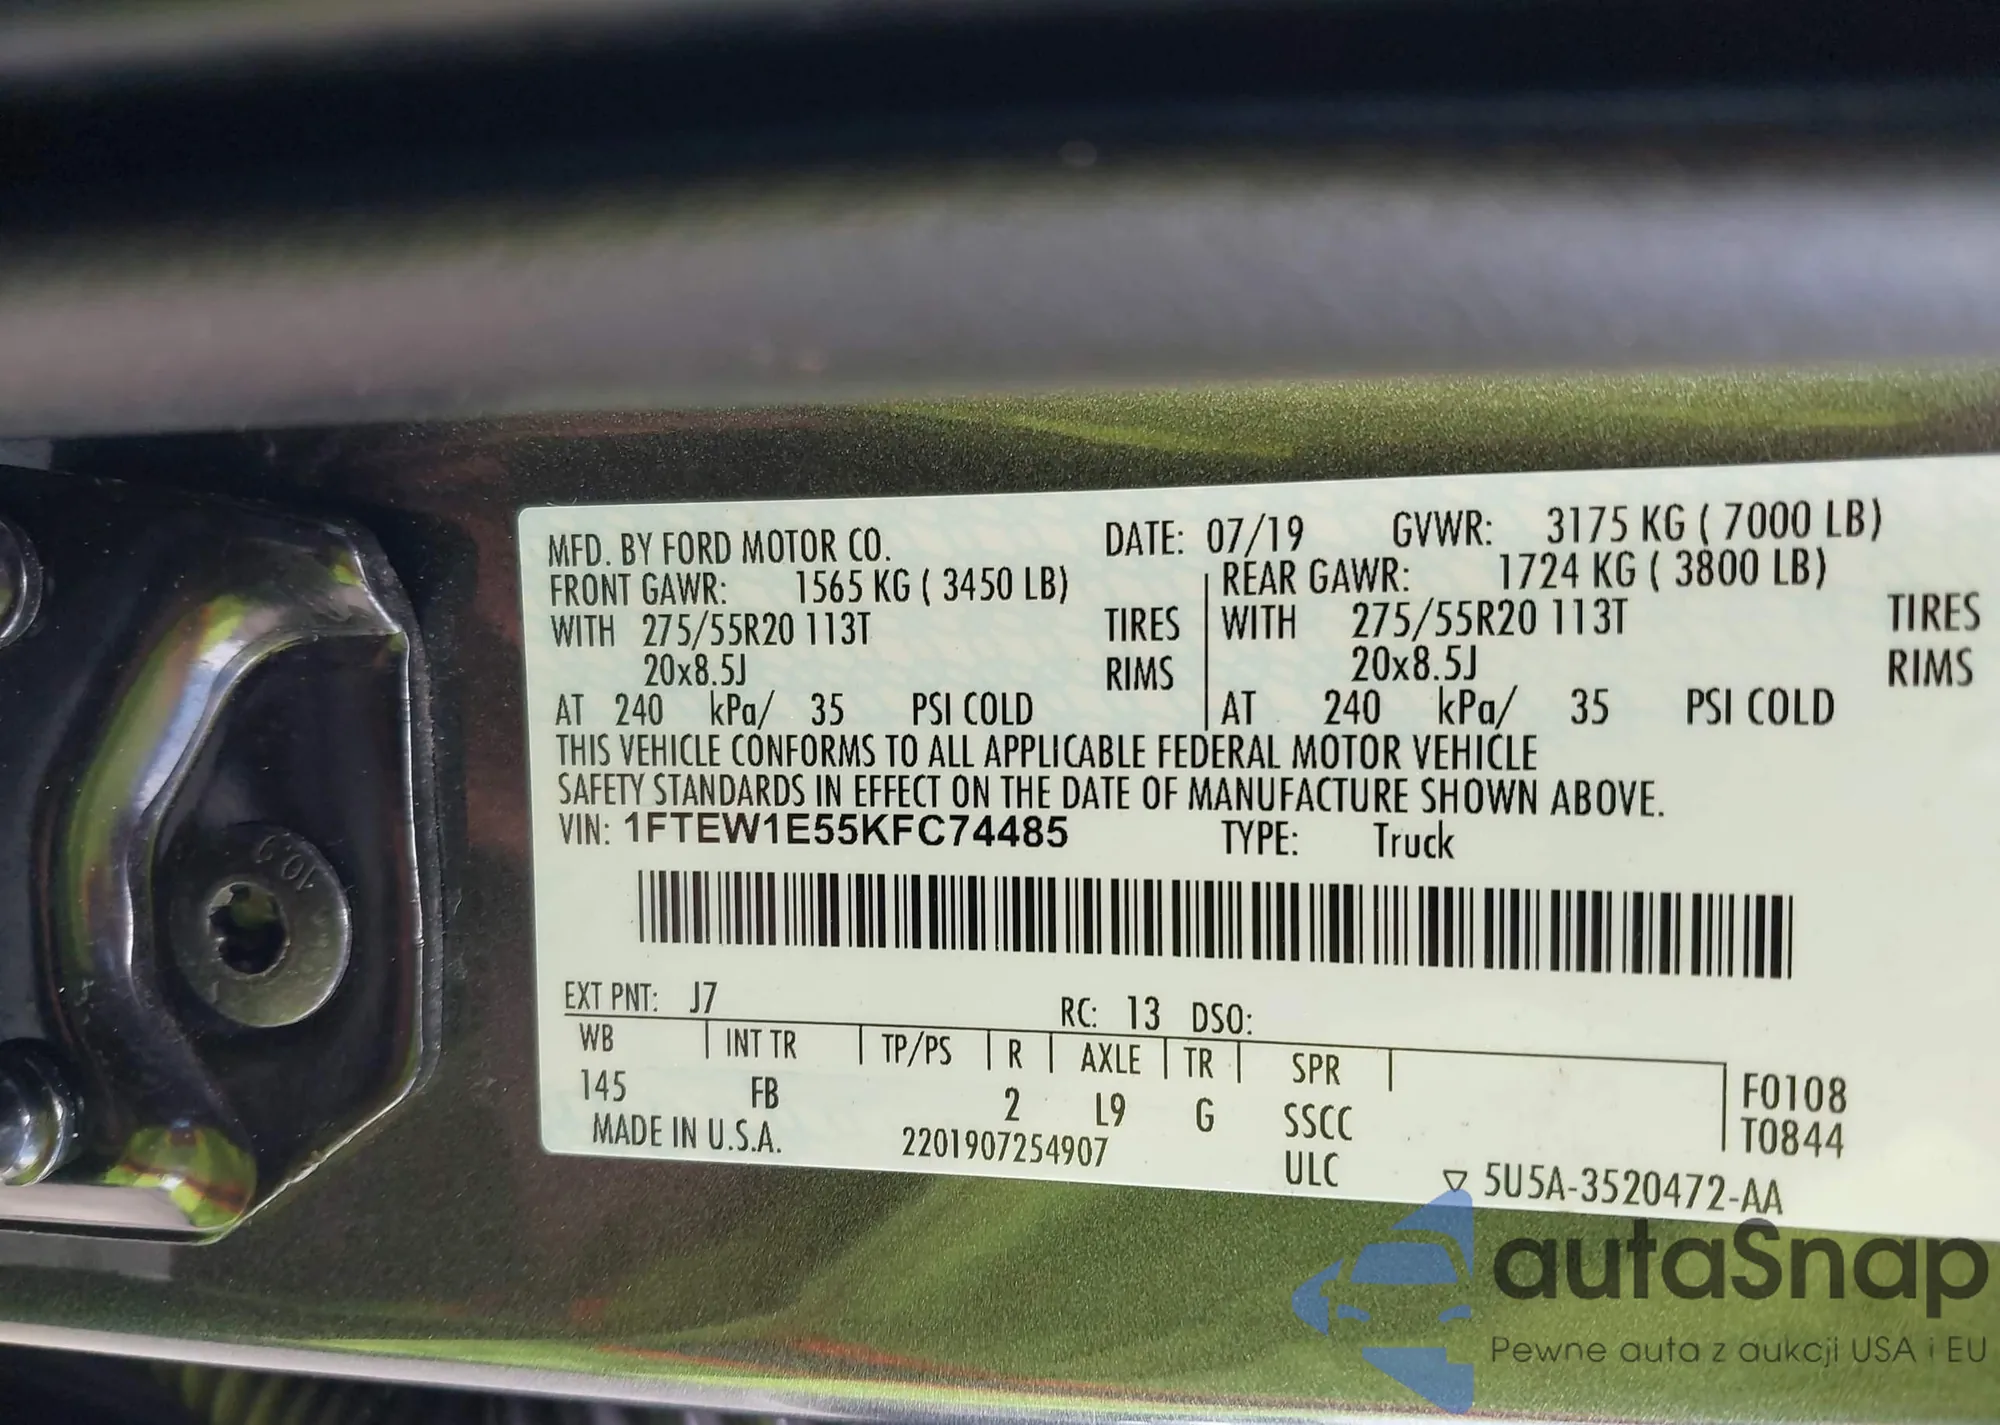 MFD. BY FORD MOTOR CO. DATE: 07/19 GVWR: 3175 KG ( 7000 LB)
FRONT GAWR: 1565 KG ( 3450 LB) REAR GAWR: 1724 KG ( 3800 LB)
WITH 275/55R20 113T TIRES WITH 275/55R20 113T TIRES
20x8.5J RIMS 20x8.5J RIMS
AT 240 kPa/ 35 PSI COLD AT 240 kPa/ 35 PSI COLD
THIS VEHICLE CONFORMS TO ALL APPLICABLE FEDERAL MOTOR VEHICLE
SAFETY STANDARDS IN EFFECT ON THE DATE OF MANUFACTURE SHOWN ABOVE.
VIN: 1FTEW1E55KFC74485 TYPE: Truck
EXT PNT: J7 RC: 13 DSO:
WB INT TR TP/PS R AXLE TR SPR
145 FB 2 L9 G SSCC F0108
ULC T0844
MADE IN U.S.A. 2201907254907
▽ 5U5A-3520472-AA
10.9
autaSnap
Pewne auta z aukcji USA i EU